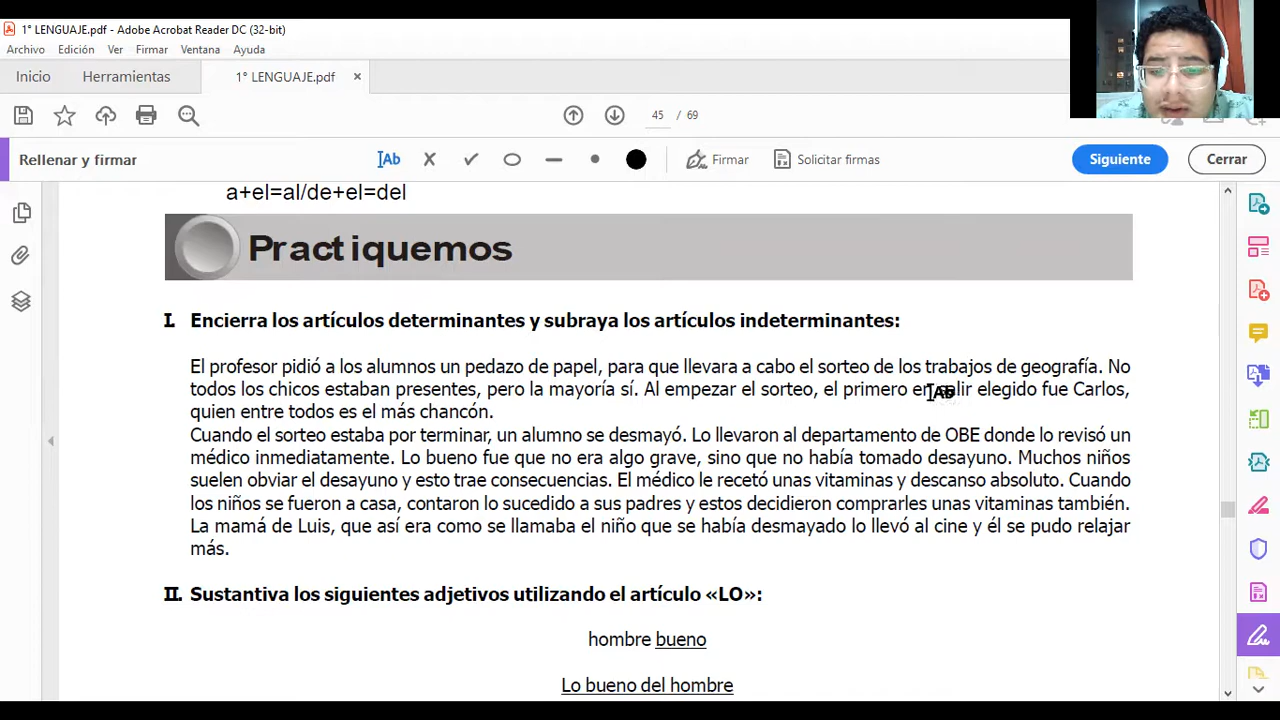 1° LENGUAJE.pdf - Adobe Acrobat Reader DC (32-bit)
Archivo Edición Ver Firmar Ventana Ayuda
Inicio Herramientas 1° LENGUAJE.pdf ×
45 / 69
Rellenar y firmar Ab Firmar Solicitar firmas Siguiente Cerrar
a+el=al/de+el=del
Practiquemos
I. Encierra los artículos determinantes y subraya los artículos indeterminantes:
El profesor pidió a los alumnos un pedazo de papel, para que llevara a cabo el sorteo de los trabajos de geografía. No
todos los chicos estaban presentes, pero la mayoría sí. Al empezar el sorteo, el primero en salir elegido fue Carlos,
quien entre todos es el más chancón.
Cuando el sorteo estaba por terminar, un alumno se desmayó. Lo llevaron al departamento de OBE donde lo revisó un
médico inmediatamente. Lo bueno fue que no era algo grave, sino que no había tomado desayuno. Muchos niños
suelen obviar el desayuno y esto trae consecuencias. El médico le recetó unas vitaminas y descanso absoluto. Cuando
los niños se fueron a casa, contaron lo sucedido a sus padres y estos decidieron comprarles unas vitaminas también.
La mamá de Luis, que así era como se llamaba el niño que se había desmayado lo llevó al cine y él se pudo relajar
más.
II. Sustantiva los siguientes adjetivos utilizando el artículo «LO»:
hombre bueno
Lo bueno del hombre